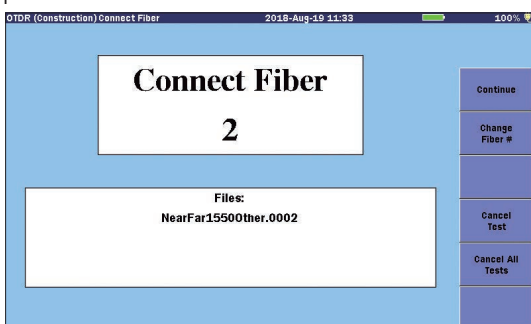 OTDR (Construction) Connect Fiber 2018-Aug-19 11:33 100%
Connect Fiber
2
Files:
NearFar1550Other.0002
Continue
Change
Fiber #
Cancel
Test
Cancel All
Tests